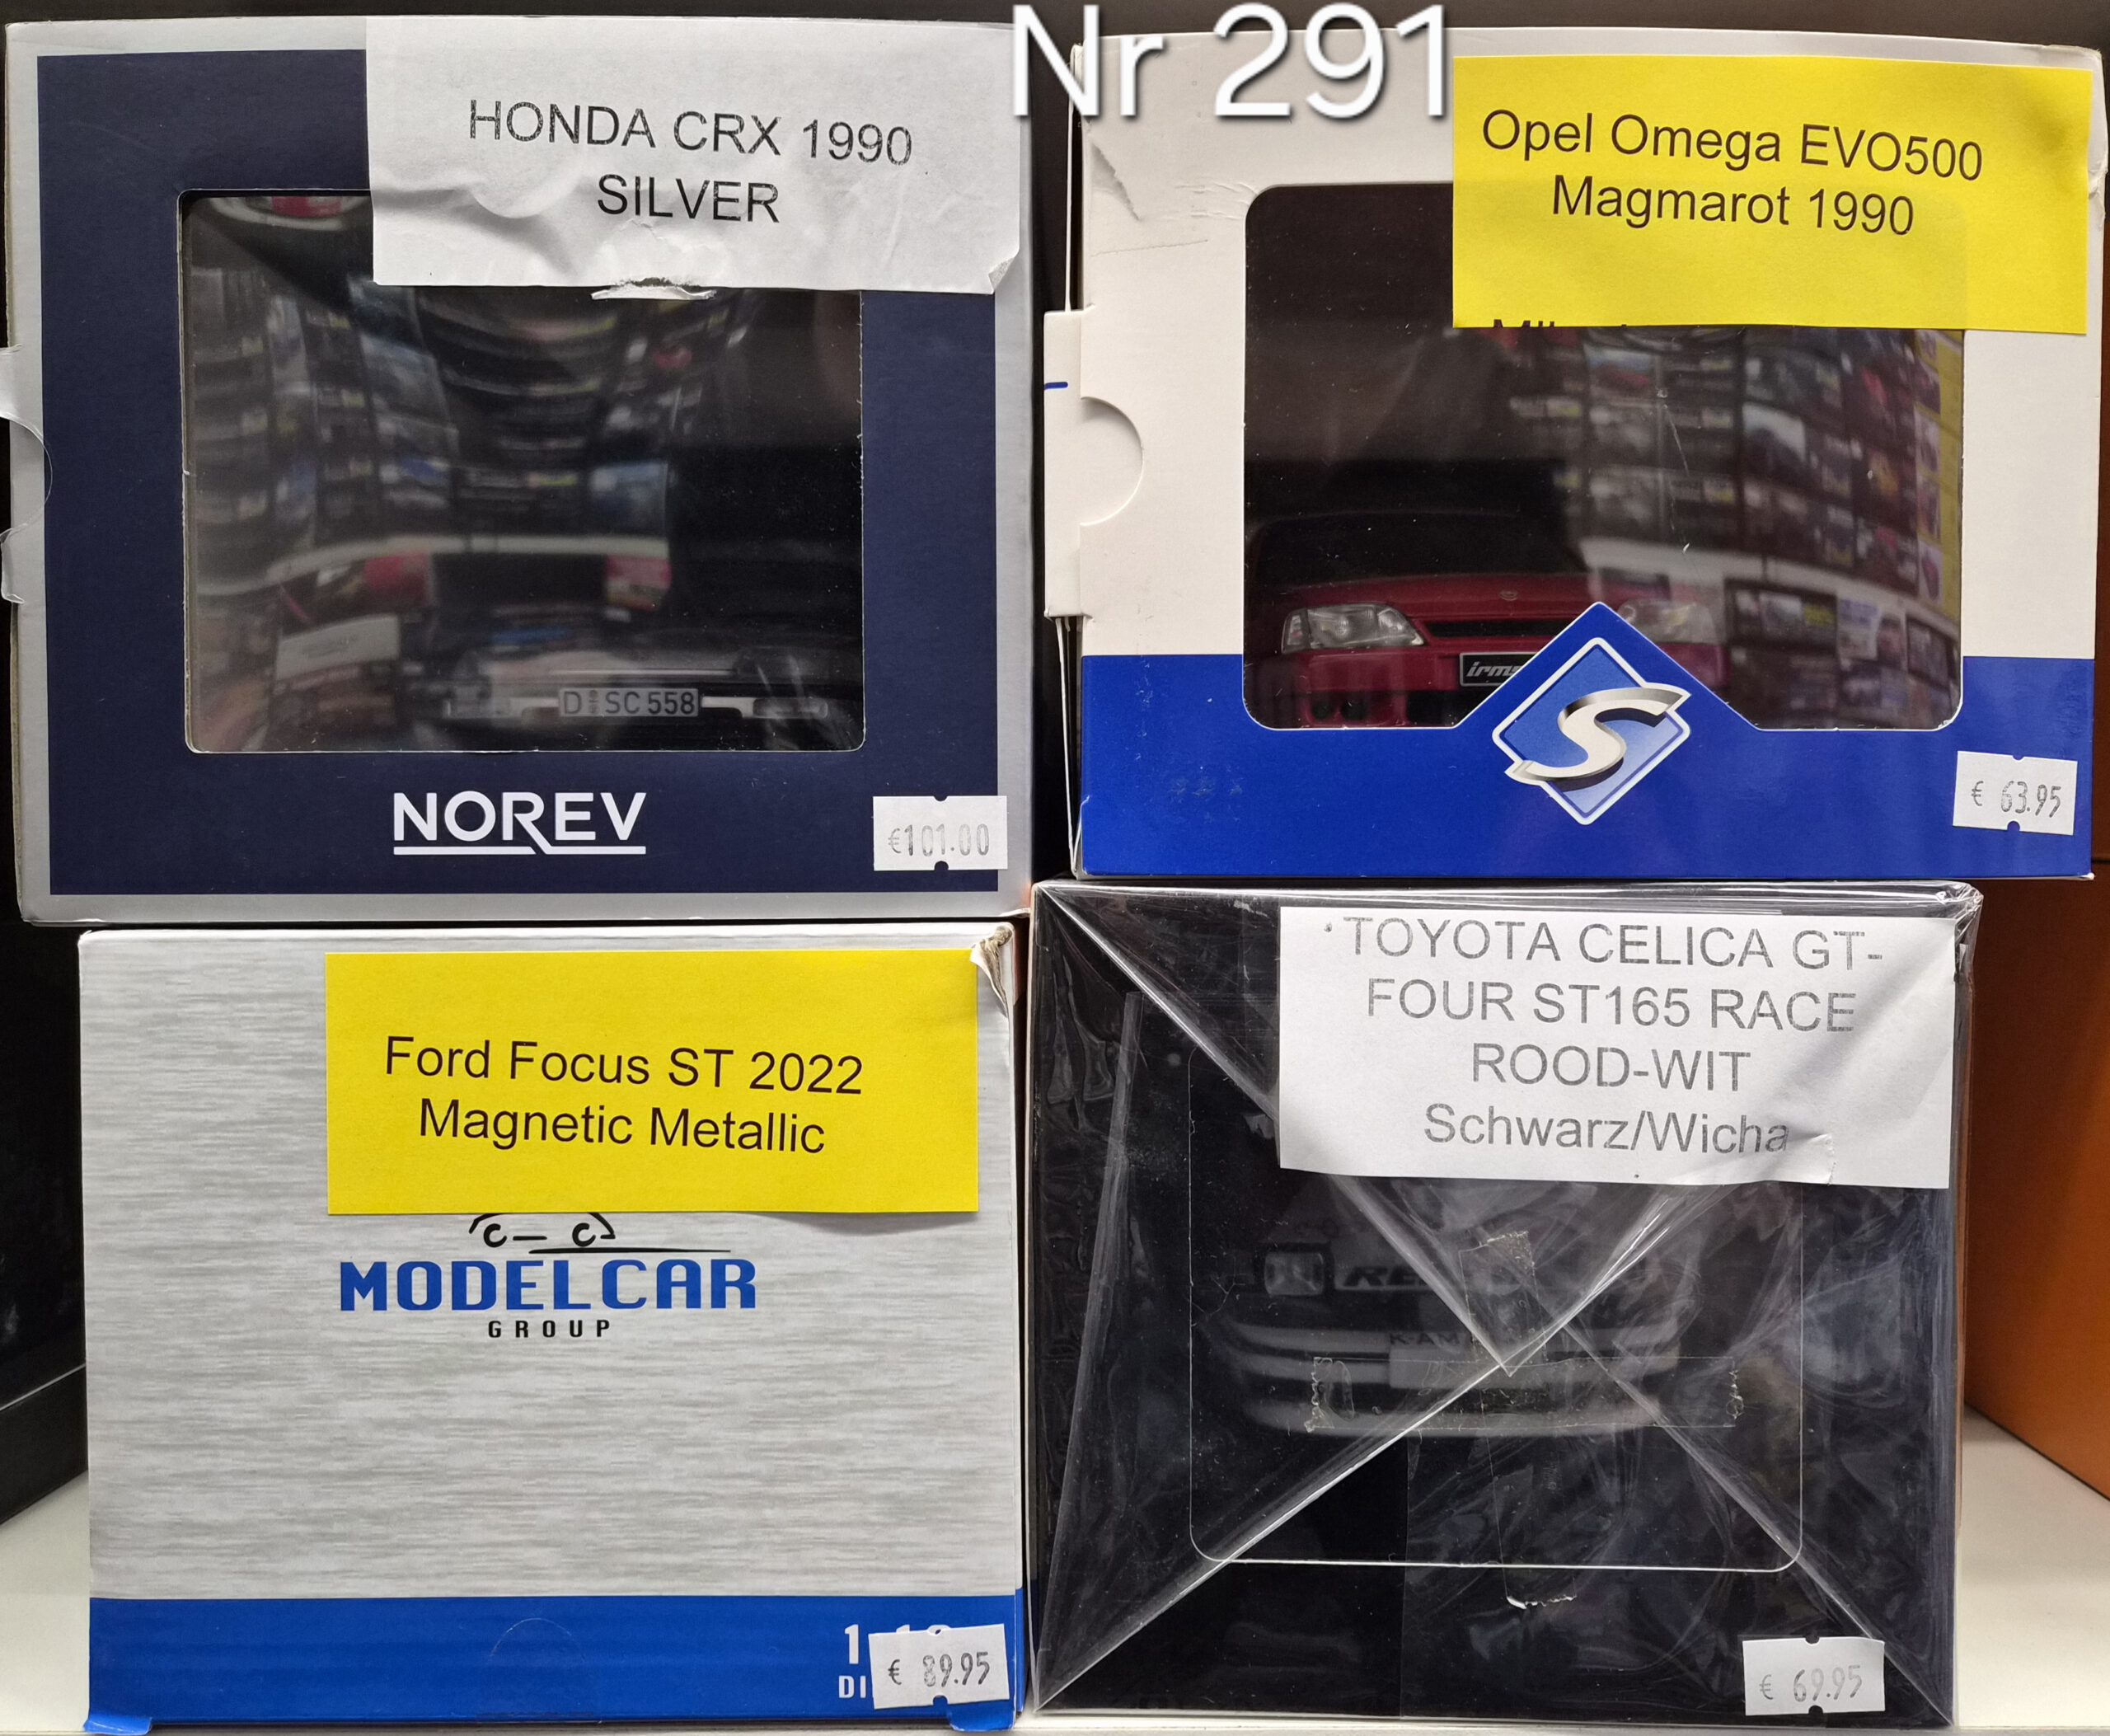 Nr 291
HONDA CRX 1990
SILVER
D SC 558
NOREV
€101.00
Opel Omega EVO500
Magmarot 1990
S
€ 63.95
Ford Focus ST 2022
Magnetic Metallic
MODELCAR
GROUP
€ 89.95
TOYOTA CELICA GT-
FOUR ST165 RACE
ROOD-WIT
Schwarz/Wicha
€ 69.95